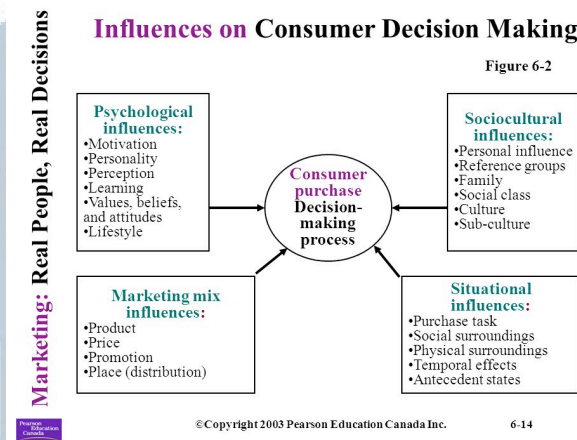 Influences on Consumer Decision Making
Figure 6-2
Marketing: Real People, Real Decisions
Psychological
influences:
•Motivation
•Personality
•Perception
•Learning
•Values, beliefs,
and attitudes
•Lifestyle
Consumer
purchase
Decision-
making
process
Sociocultural
influences:
•Personal influence
•Reference groups
•Family
•Social class
•Culture
•Sub-culture
Marketing mix
influences:
•Product
•Price
•Promotion
•Place (distribution)
Situational
influences:
•Purchase task
•Social surroundings
•Physical surroundings
•Temporal effects
•Antecedent states
Pearson
Education
Canada
©Copyright 2003 Pearson Education Canada Inc.
6-14